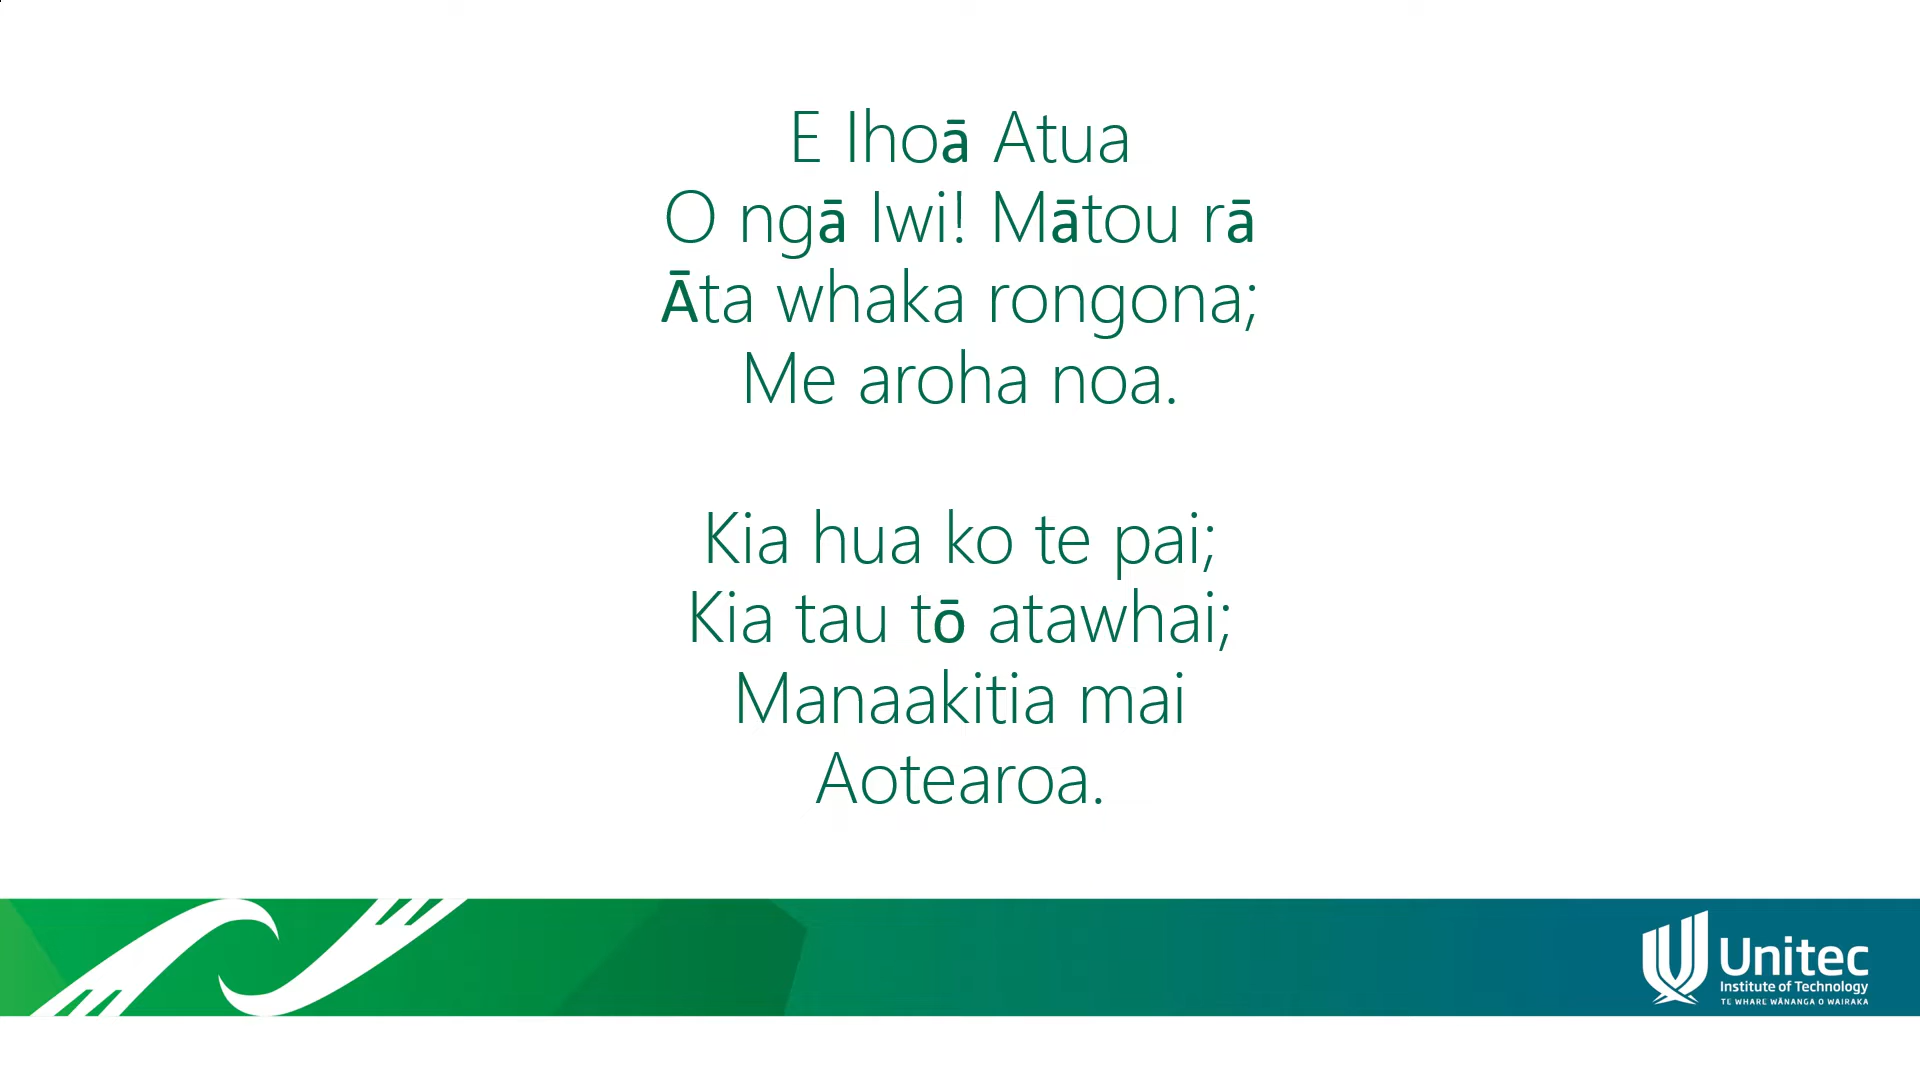 E Ihoā Atua
O ngā Iwi! Mātou rā
Āta whaka rongona;
Me aroha noa.
Kia hua ko te pai;
Kia tau tō atawhai;
Manaakitia mai
Aotearoa.
Unitec
Institute of Technology
TE WHARE WĀNANGA O WAIRAKA